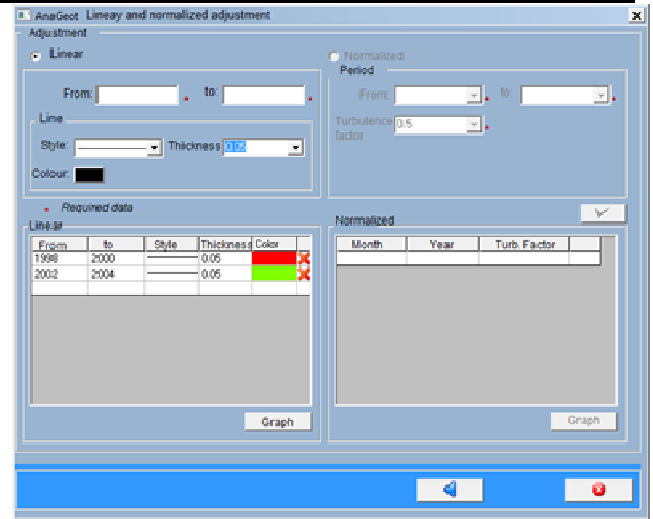 AnaGeot Limeay and normalized adjustment
Adjustment
Linear
Normalized
Period
From: to:
From: to:
Line
Turbulence factor 0.5
Style: Thickness 0.05
Colour:
Required data
Linear
Normalized
From to Style Thickness Color
1998 2000 0.05
2002 2004 0.05
Month Year Turb. Factor
Graph
Graph